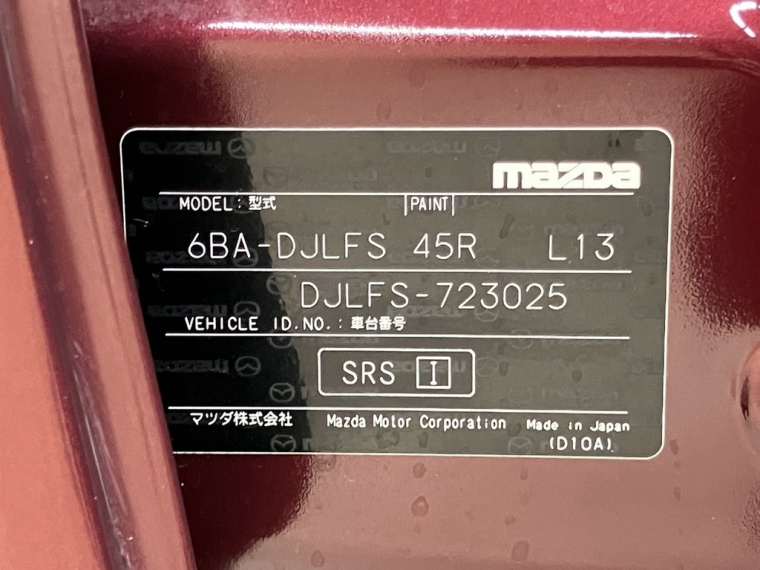 mazda
MODEL: 型式 PAINT
6BA-DJLFS 45R L13
DJLFS-723025
VEHICLE ID.NO.: 車台番号
SRS I
マツダ株式会社 Mazda Motor Corporation Made in Japan
(D10A)